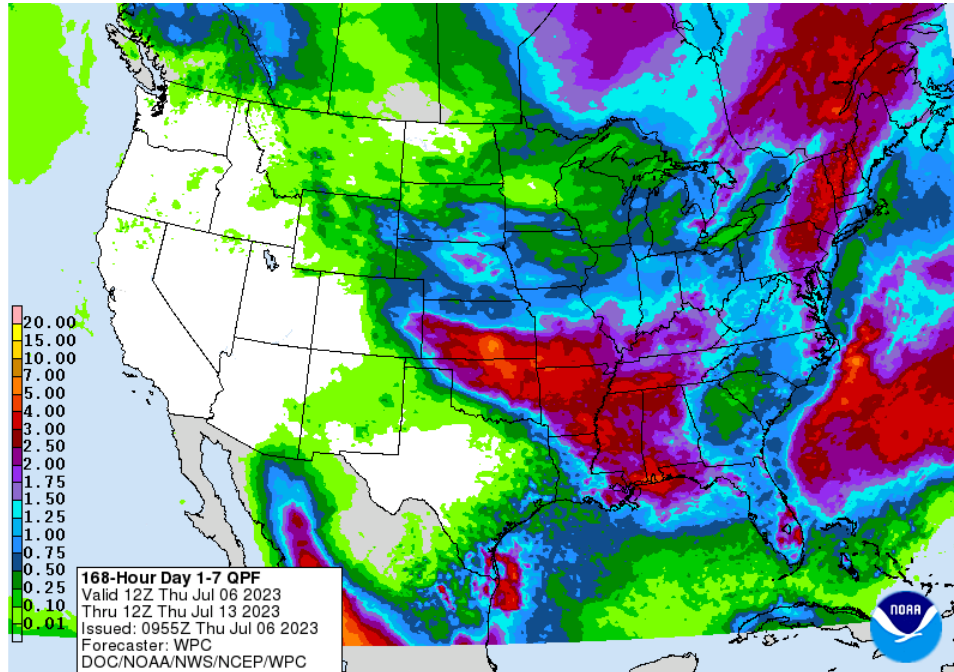 20.00
15.00
10.00
7.00
5.00
4.00
3.00
2.50
2.00
1.75
1.50
1.25
1.00
0.75
0.50
0.25
0.10
0.01
168-Hour Day 1-7 QPF
Valid 12Z Thu Jul 06 2023
Thru 12Z Thu Jul 13 2023
Issued: 0955Z Thu Jul 06 2023
Forecaster: WPC
DOC/NOAA/NWS/NCEP/WPC
NOAA